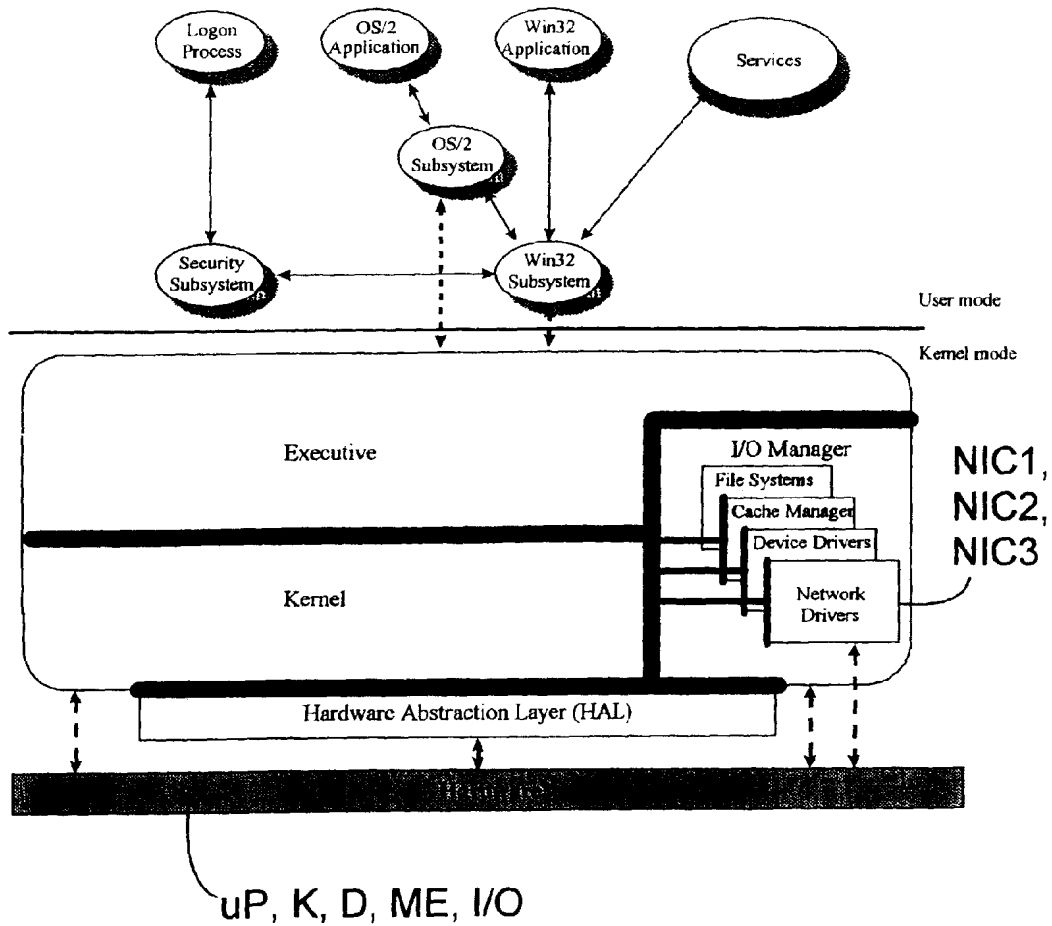 Logon
Process
OS/2
Application
Win32
Application
Services
OS/2
Subsystem
Security
Subsystem
Win32
Subsystem
User mode
Kernel mode
Executive
I/O Manager
File Systems
Cache Manager
Device Drivers
Network
Drivers
NIC1,
NIC2,
NIC3
Kernel
Hardware Abstraction Layer (HAL)
uP, K, D, ME, I/O